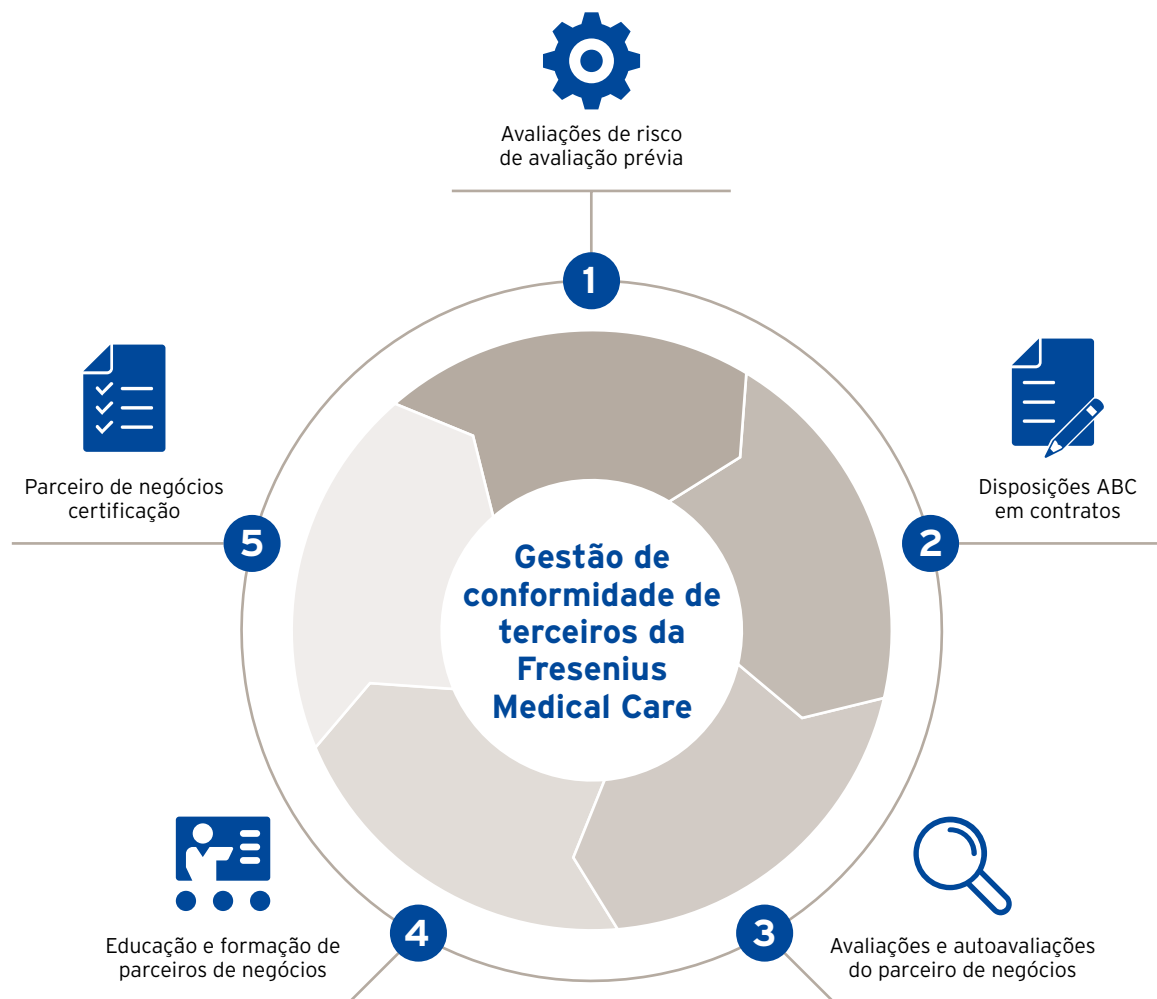 Avaliações de risco
de avaliação prévia
1
Disposições ABC
em contratos
2
Avaliações e autoavaliações
do parceiro de negócios
3
Educação e formação de
parceiros de negócios
4
Parceiro de negócios
certificação
5
Gestão de
conformidade de
terceiros da
Fresenius
Medical Care